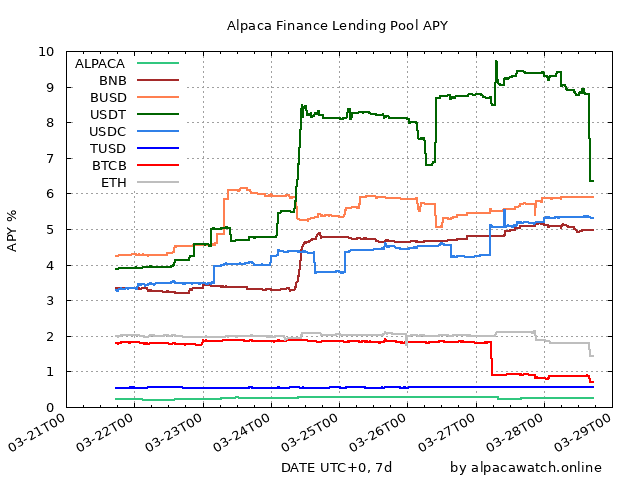 Alpaca Finance Lending Pool APY
10
9
8
7
6
5
4
3
2
1
0
APY %
ALPACA
BNB
BUSD
USDT
USDC
TUSD
BTCB
ETH
03-21T00
03-22T00
03-23T00
03-24T00
03-25T00
03-26T00
03-27T00
03-28T00
03-29T00
DATE UTC+0, 7d
by alpacawatch.online